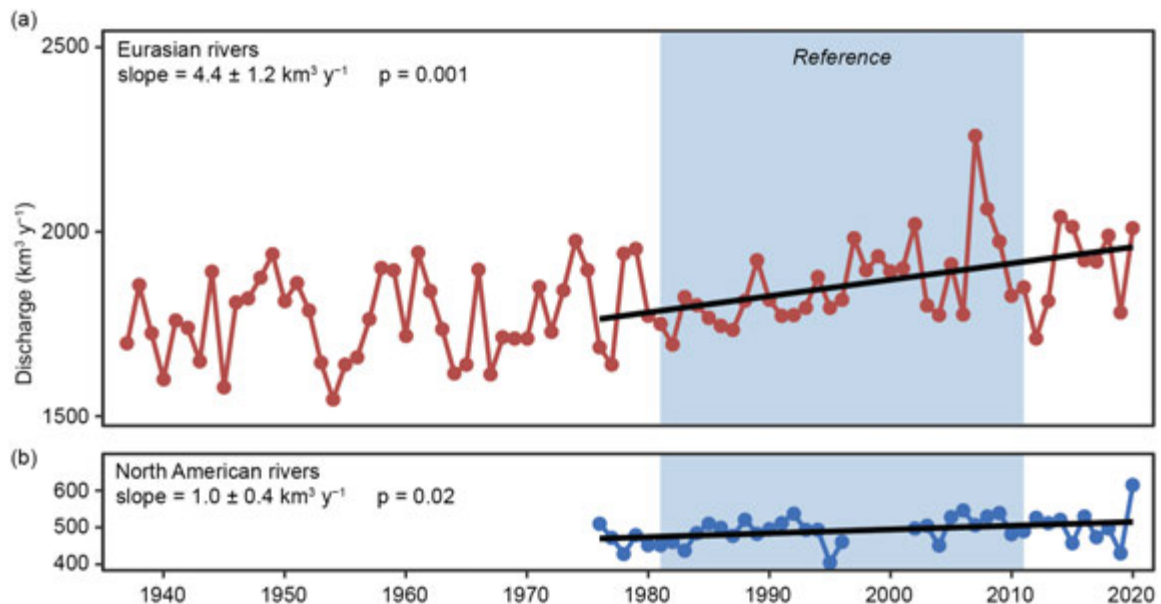 (a)
2500
Eurasian rivers
slope = 4.4 ± 1.2 km³ y⁻¹ p = 0.001
Reference
2000
Discharge (km³ y⁻¹)
1500
(b)
North American rivers
slope = 1.0 ± 0.4 km³ y⁻¹ p = 0.02
600
500
400
1940 1950 1960 1970 1980 1990 2000 2010 2020